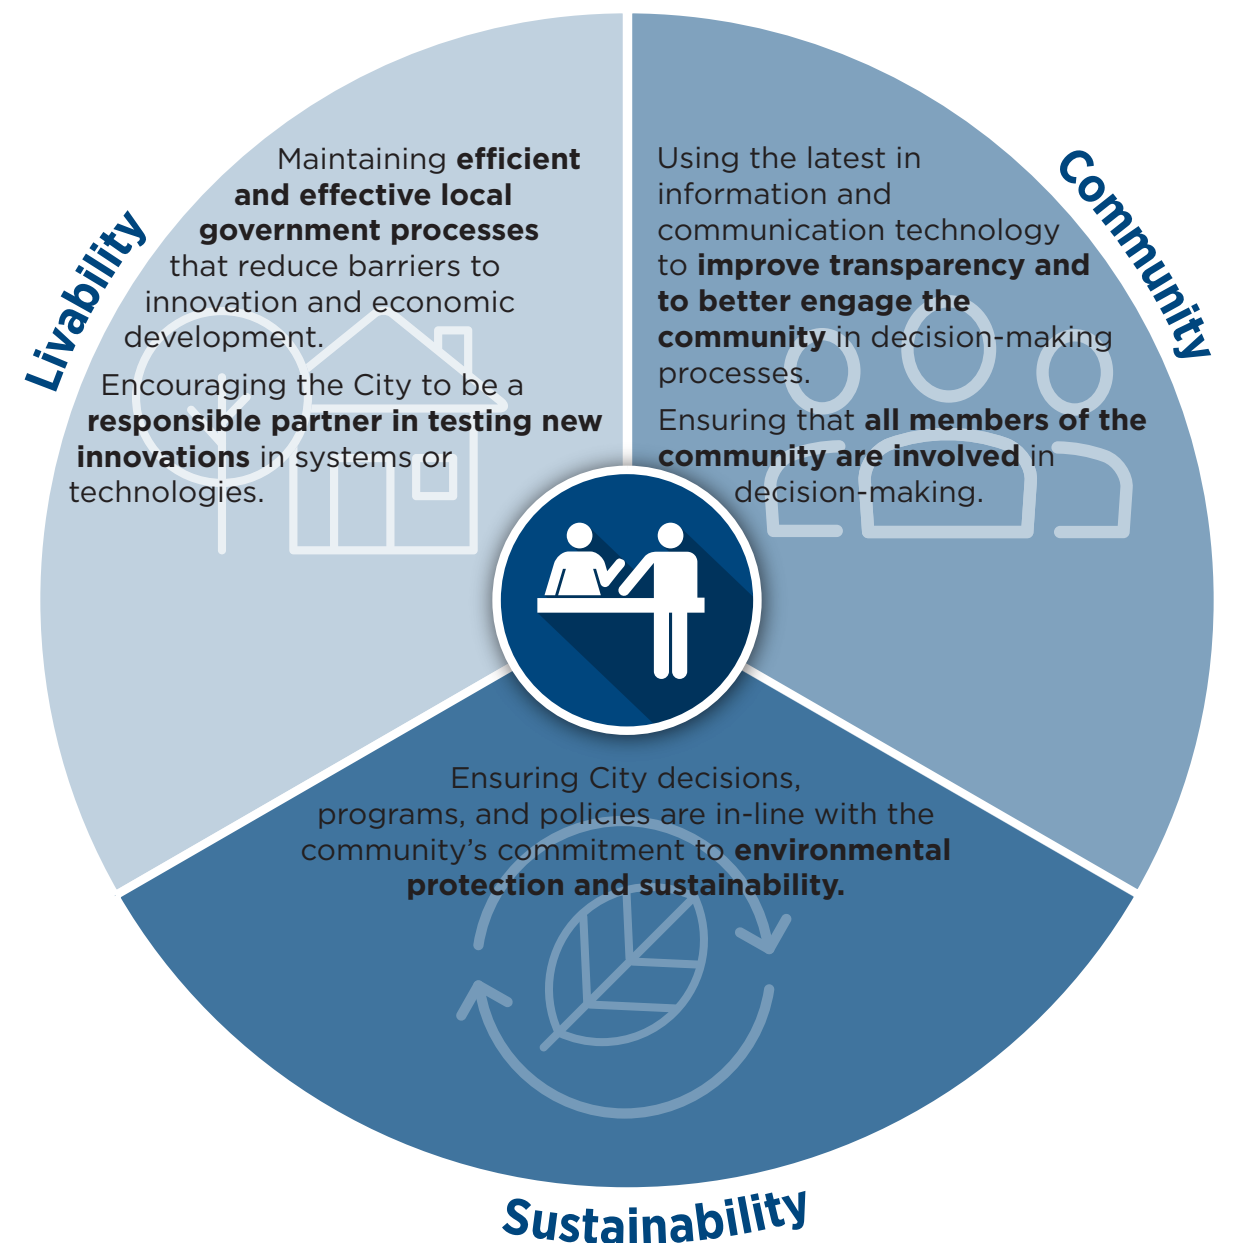 Livability
Maintaining efficient
and effective local
government processes
that reduce barriers to
innovation and economic
development.
Encouraging the City to be a
responsible partner in testing new
innovations in systems or
technologies.
Community
Using the latest in
information and
communication technology
to improve transparency and
to better engage the
community in decision-making
processes.
Ensuring that all members of the
community are involved in
decision-making.
Ensuring City decisions,
programs, and policies are in-line with the
community’s commitment to environmental
protection and sustainability.
Sustainability